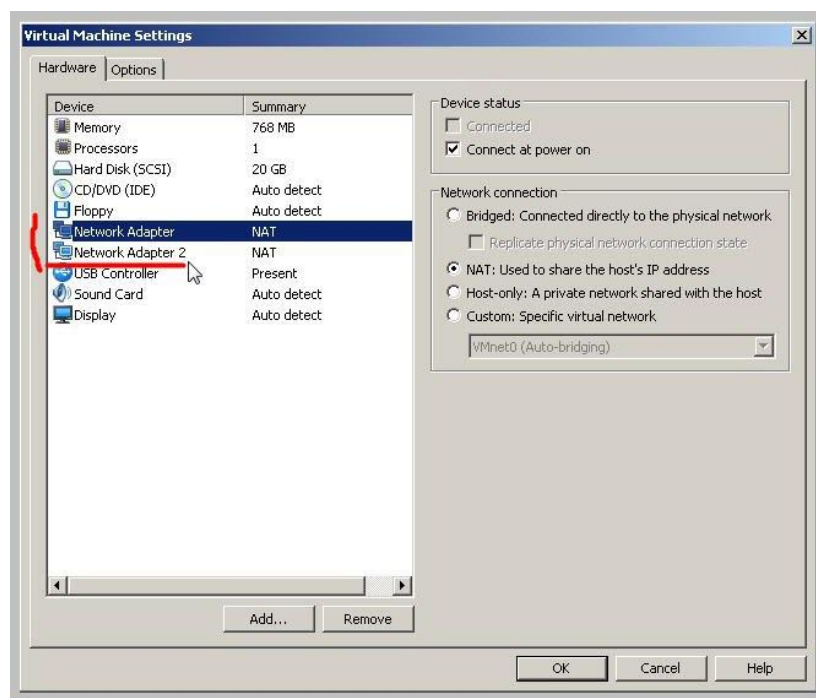 Virtual Machine Settings
Hardware Options
Device Summary
Memory 768 MB
Processors 1
Hard Disk (SCSI) 20 GB
CD/DVD (IDE) Auto detect
Floppy Auto detect
Network Adapter NAT
Network Adapter 2 NAT
USB Controller Present
Sound Card Auto detect
Display Auto detect
Add... Remove
Device status
Connected
Connect at power on
Network connection
Bridged: Connected directly to the physical network
Replicate physical network connection state
NAT: Used to share the host's IP address
Host-only: A private network shared with the host
Custom: Specific virtual network
VMnet0 (Auto-bridging)
OK Cancel Help